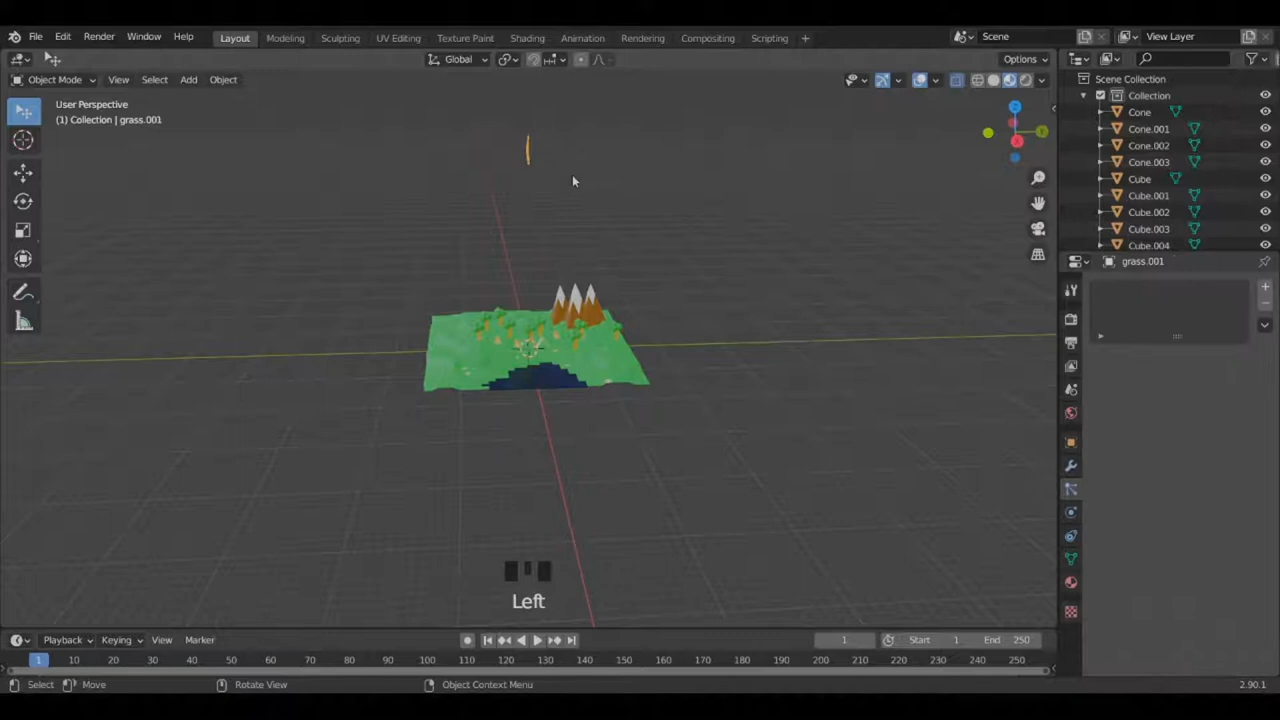 File Edit Render Window Help Layout Modeling Sculpting UV Editing Texture Paint Shading Animation Rendering Compositing Scripting + Scene View Layer
Global Options
Object Mode View Select Add Object
User Perspective
(1) Collection | grass.001
Scene Collection
Collection
Cone
Cone.001
Cone.002
Cone.003
Cube
Cube.001
Cube.002
Cube.003
Cube.004
grass.001
Left
Playback Keying View Marker 1 Start 1 End 250
1 10 20 30 40 50 60 70 80 90 100 110 120 130 140 150 160 170 180 190 200 210 220 230 240 250
Select Move Rotate View Object Context Menu 2.90.1